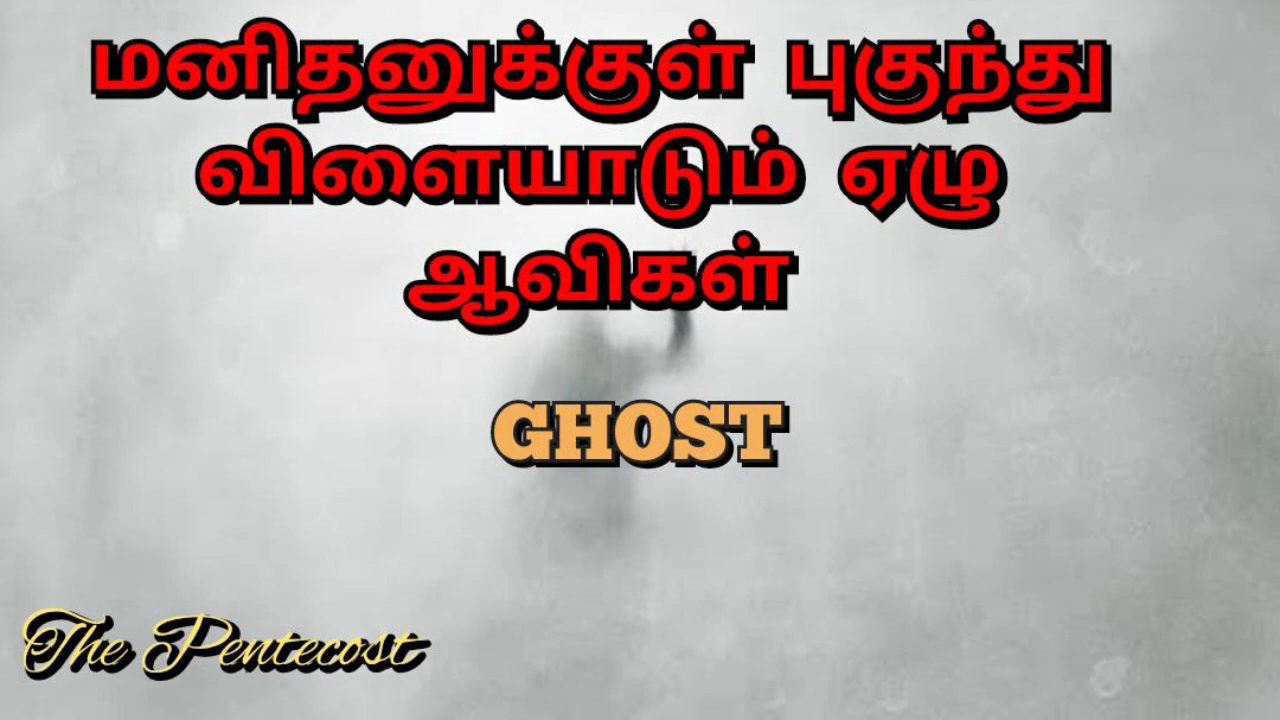 மனிதனுக்குள் புகுந்து
விளையாடும் ஏழு
ஆவிகள்
GHOST
The Pentecost